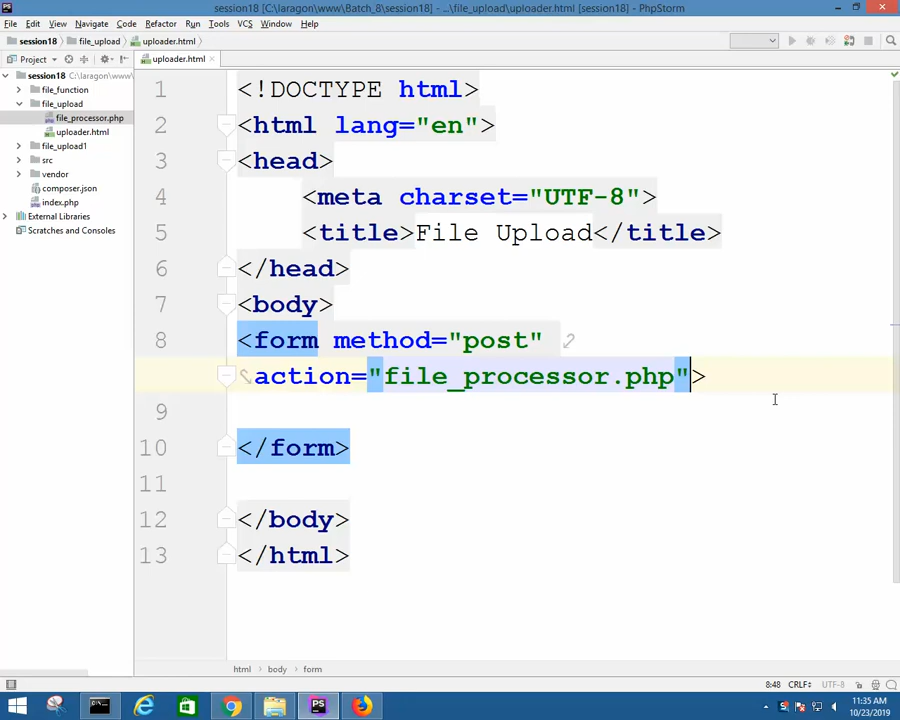 session18 [C:\laragon\www\Batch_8\session18] - ...\file_upload\uploader.html [session18] - PhpStorm
File Edit View Navigate Code Refactor Run Tools VCS Window Help
session18 file_upload uploader.html
Project uploader.html
session18 C:\laragon\www\
file_function
file_upload
file_processor.php
uploader.html
file_upload1
src
vendor
composer.json
index.php
External Libraries
Scratches and Consoles
1 <!DOCTYPE html>
2 <html lang="en">
3 <head>
4 <meta charset="UTF-8">
5 <title>File Upload</title>
6 </head>
7 <body>
8 <form method="post"
action="file_processor.php">
9
10 </form>
11
12 </body>
13 </html>
html body form
8:48 CRLF UTF-8
11:35 AM
10/23/2019